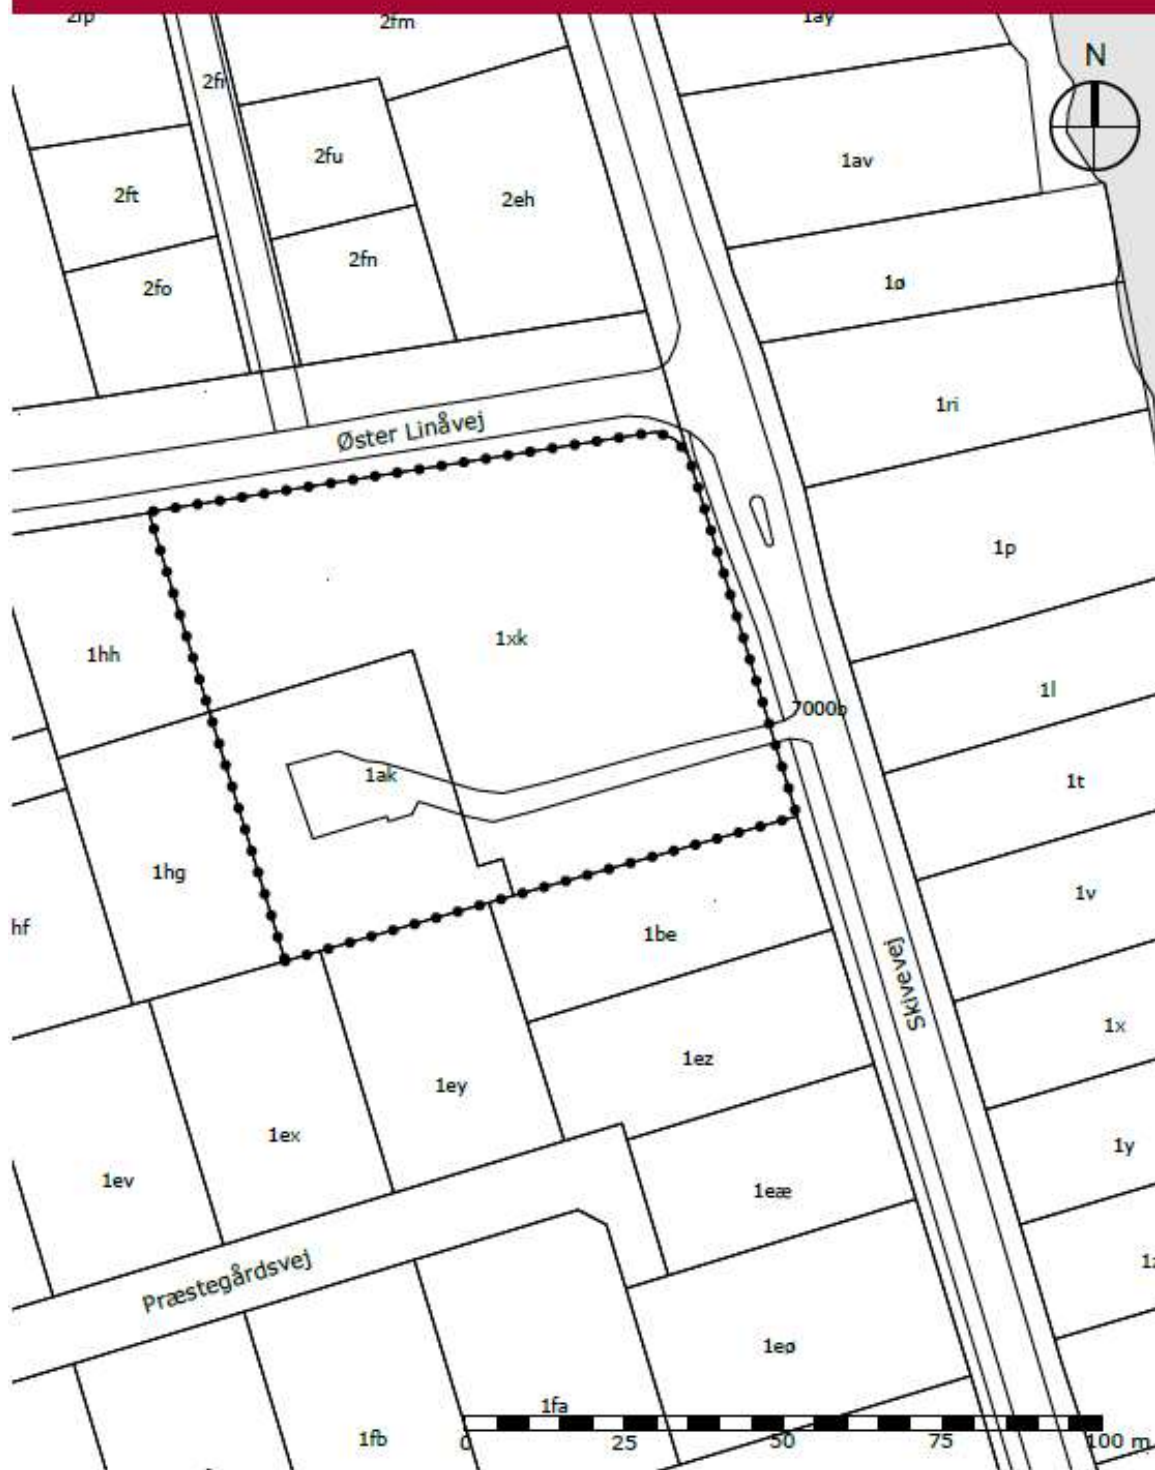 2fm
1ay
N
2fu
1av
2ft
2eh
2fn
1ø
2fo
1ri
Øster Linåvej
1p
1xk
1hh
1l
7000b
1ak
1t
1hg
1v
hf
1be
Skivevej
1x
1ez
1ey
1ex
1y
1ev
1eæ
Præstegårdsvej
1eø
1fa
1fb
0 25 50 75 100 m